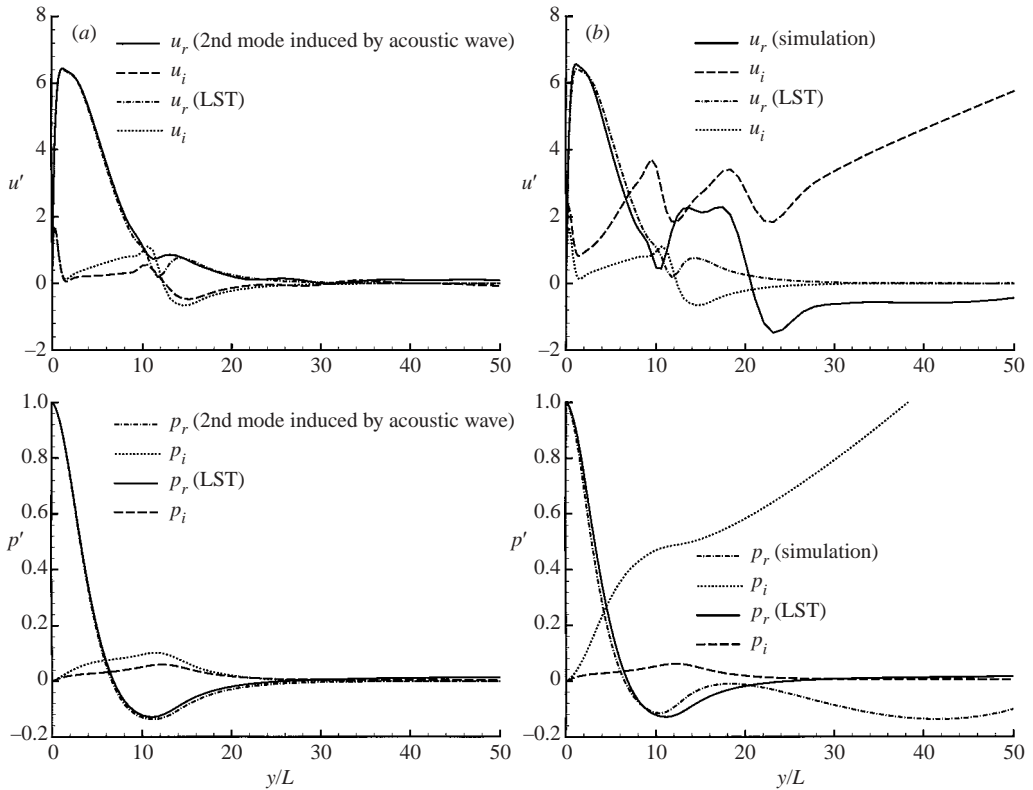 8
(a)
u_r (2nd mode induced by acoustic wave)
u_i
u_r (LST)
u_i
6
4
u′
2
0
–2
0
10
20
30
40
50
8
(b)
u_r (simulation)
u_i
u_r (LST)
u_i
6
4
u′
2
0
–2
0
10
20
30
40
50
1.0
p_r (2nd mode induced by acoustic wave)
p_i
p_r (LST)
p_i
0.8
0.6
p′
0.4
0.2
0
–0.2
0
10
20
30
40
50
y/L
1.0
0.8
0.6
p′
p_r (simulation)
p_i
p_r (LST)
p_i
0.4
0.2
0
–0.2
0
10
20
30
40
50
y/L